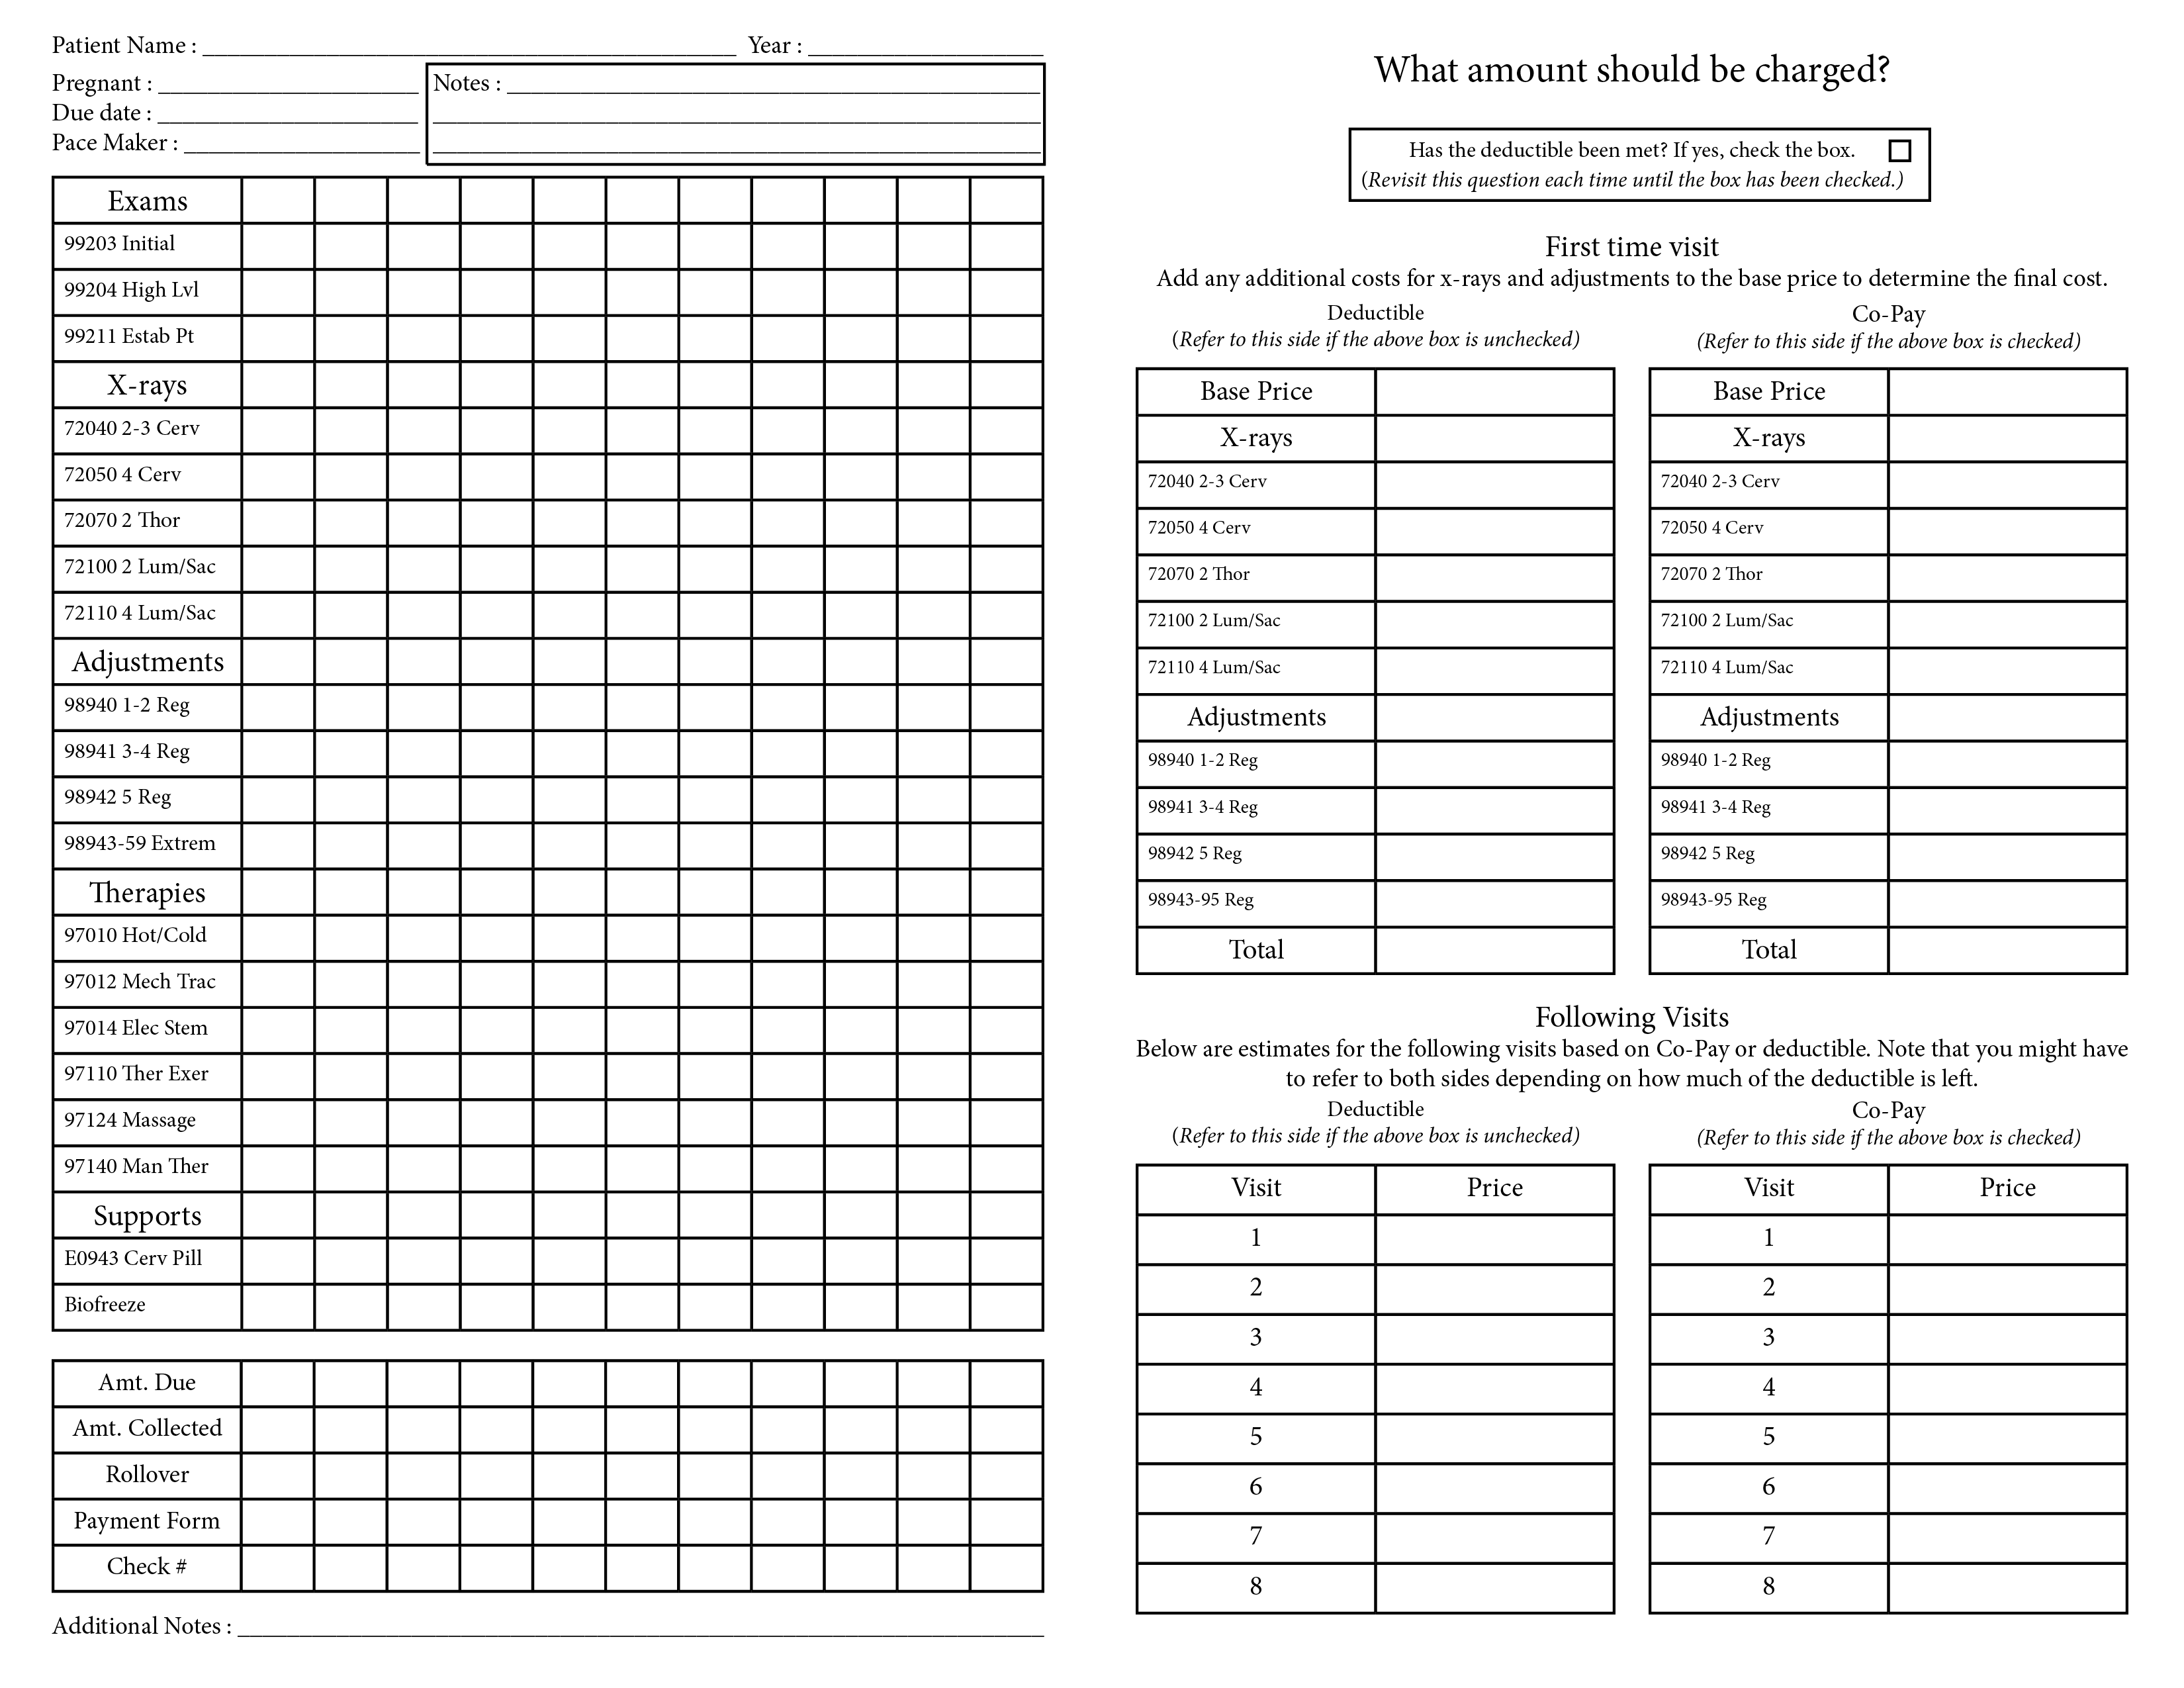 Patient Name : ____________________ Year : __________
Pregnant : __________
Due date : __________
Pace Maker : __________
Notes : ____________________
Exams
99203 Initial
99204 High Lvl
99211 Estab Pt
X-rays
72040 2-3 Cerv
72050 4 Cerv
72070 2 Thor
72100 2 Lum/Sac
72110 4 Lum/Sac
Adjustments
98940 1-2 Reg
98941 3-4 Reg
98942 5 Reg
98943-59 Extrem
Therapies
97010 Hot/Cold
97012 Mech Trac
97014 Elec Stem
97110 Ther Exer
97124 Massage
97140 Man Ther
Supports
E0943 Cerv Pill
Biofreeze
Amt. Due
Amt. Collected
Rollover
Payment Form
Check #
Additional Notes : ____________________
What amount should be charged?
Has the deductible been met? If yes, check the box.
(Revisit this question each time until the box has been checked.)
First time visit
Add any additional costs for x-rays and adjustments to the base price to determine the final cost.
Deductible
(Refer to this side if the above box is unchecked)
Base Price
X-rays
72040 2-3 Cerv
72050 4 Cerv
72070 2 Thor
72100 2 Lum/Sac
72110 4 Lum/Sac
Adjustments
98940 1-2 Reg
98941 3-4 Reg
98942 5 Reg
98943-95 Reg
Total
Co-Pay
(Refer to this side if the above box is checked)
Base Price
X-rays
72040 2-3 Cerv
72050 4 Cerv
72070 2 Thor
72100 2 Lum/Sac
72110 4 Lum/Sac
Adjustments
98940 1-2 Reg
98941 3-4 Reg
98942 5 Reg
98943-95 Reg
Total
Following Visits
Below are estimates for the following visits based on Co-Pay or deductible. Note that you might have
to refer to both sides depending on how much of the deductible is left.
Deductible
(Refer to this side if the above box is unchecked)
Visit Price
1
2
3
4
5
6
7
8
Co-Pay
(Refer to this side if the above box is checked)
Visit Price
1
2
3
4
5
6
7
8